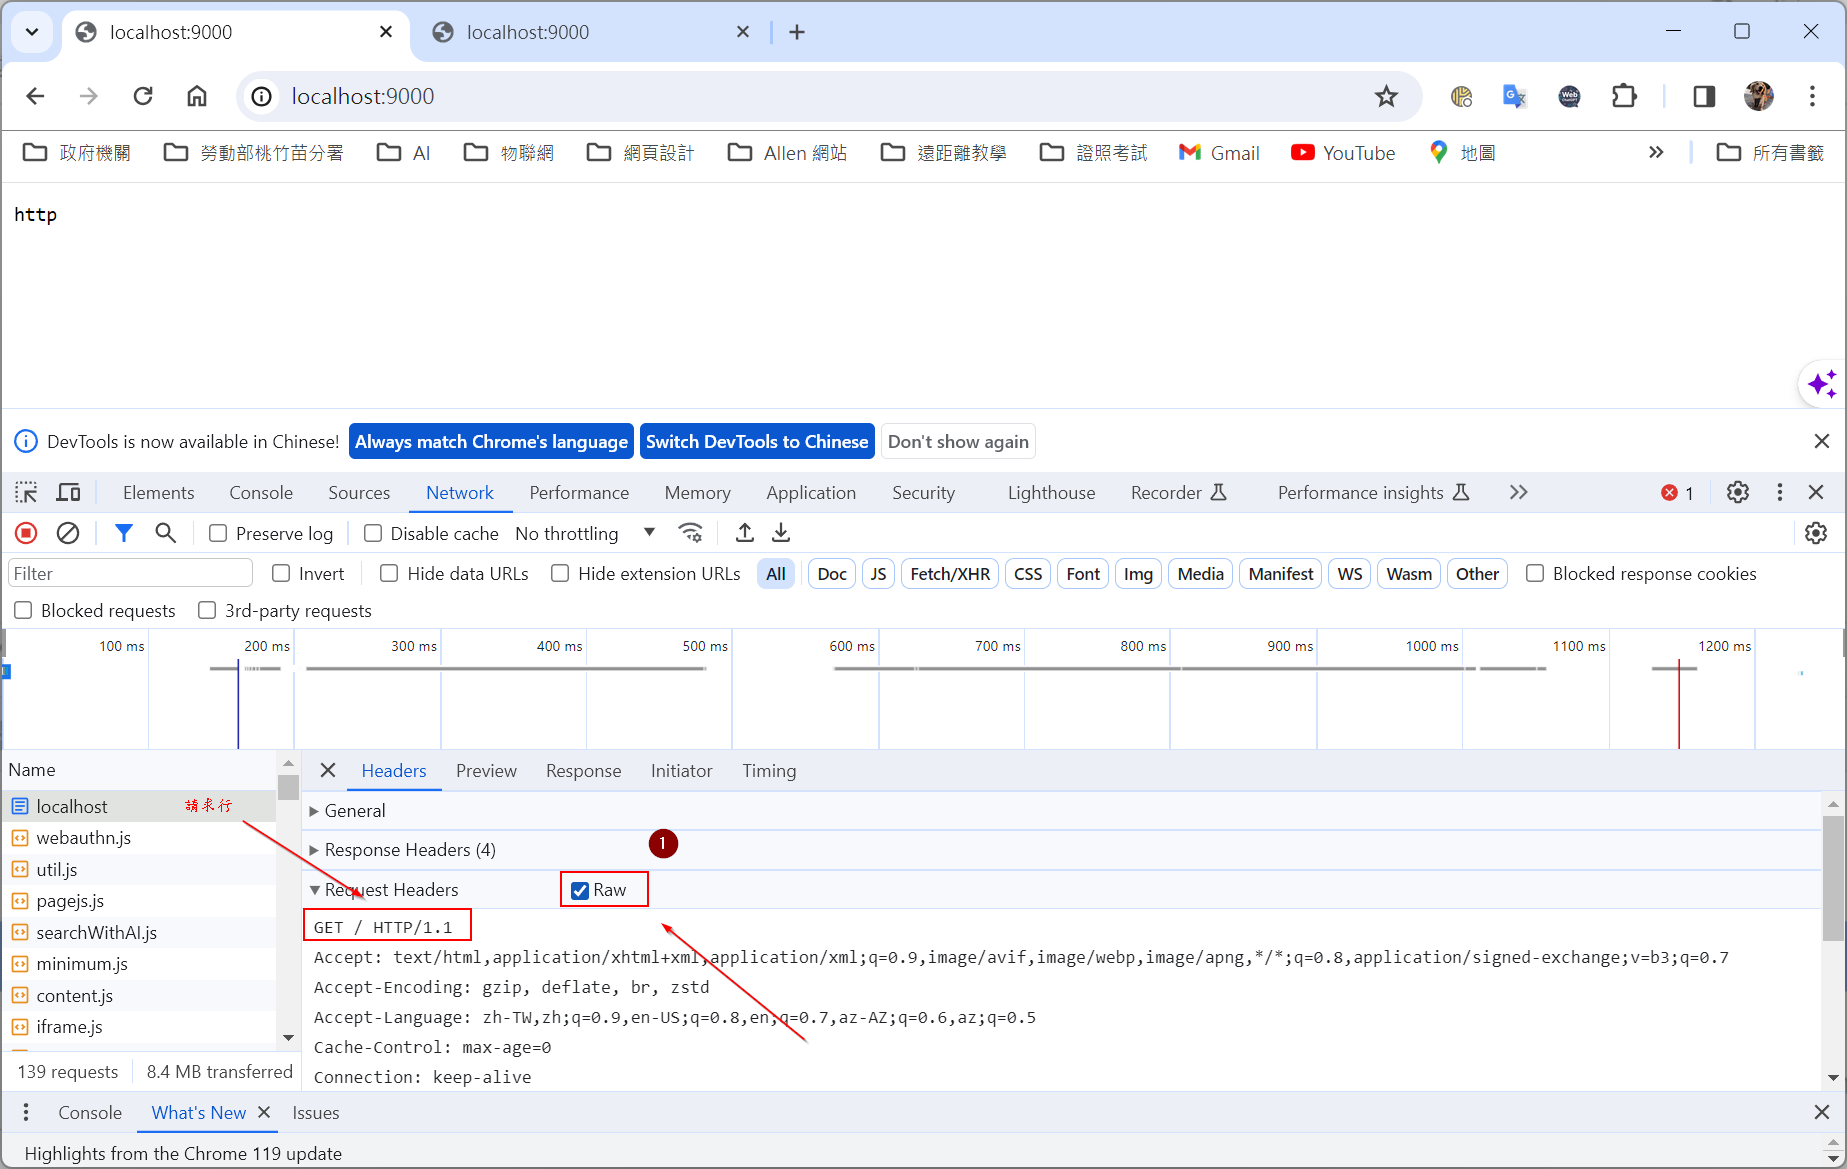 localhost:9000 localhost:9000
localhost:9000
政府機關 勞動部桃竹苗分署 AI 物聯網 網頁設計 Allen 網站 遠距離教學 證照考試 Gmail YouTube 地圖 所有書籤
http
DevTools is now available in Chinese! Always match Chrome's language Switch DevTools to Chinese Don't show again
Elements Console Sources Network Performance Memory Application Security Lighthouse Recorder Performance insights 1
Preserve log Disable cache No throttling
Filter Invert Hide data URLs Hide extension URLs All Doc JS Fetch/XHR CSS Font Img Media Manifest WS Wasm Other Blocked response cookies
Blocked requests 3rd-party requests
100 ms 200 ms 300 ms 400 ms 500 ms 600 ms 700 ms 800 ms 900 ms 1000 ms 1100 ms 1200 ms
Name Headers Preview Response Initiator Timing
localhost 請求行
webauthn.js
util.js
pagejs.js
searchWithAI.js
minimum.js
content.js
iframe.js
139 requests 8.4 MB transferred
General
Response Headers (4) 1
Request Headers Raw
GET / HTTP/1.1
Accept: text/html,application/xhtml+xml,application/xml;q=0.9,image/avif,image/webp,image/apng,*/*;q=0.8,application/signed-exchange;v=b3;q=0.7
Accept-Encoding: gzip, deflate, br, zstd
Accept-Language: zh-TW,zh;q=0.9,en-US;q=0.8,en;q=0.7,az-AZ;q=0.6,az;q=0.5
Cache-Control: max-age=0
Connection: keep-alive
Console What's New Issues
Highlights from the Chrome 119 update